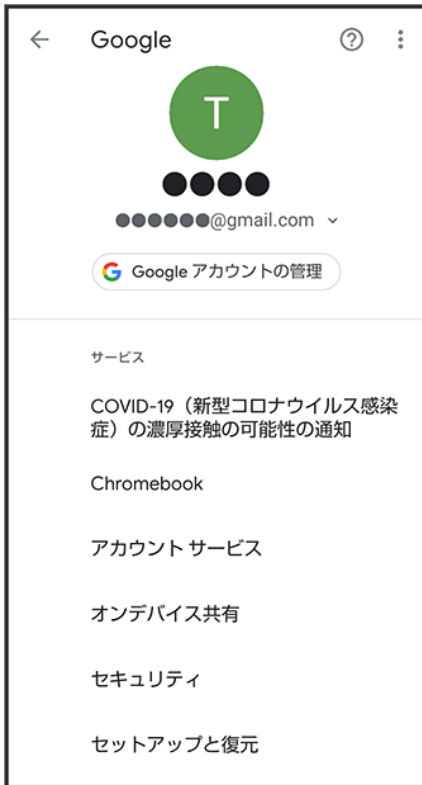 Google
T
●●●●
●●●●●●@gmail.com
Google アカウントの管理
サービス
COVID-19（新型コロナウイルス感染
症）の濃厚接触の可能性の通知
Chromebook
アカウント サービス
オンデバイス共有
セキュリティ
セットアップと復元